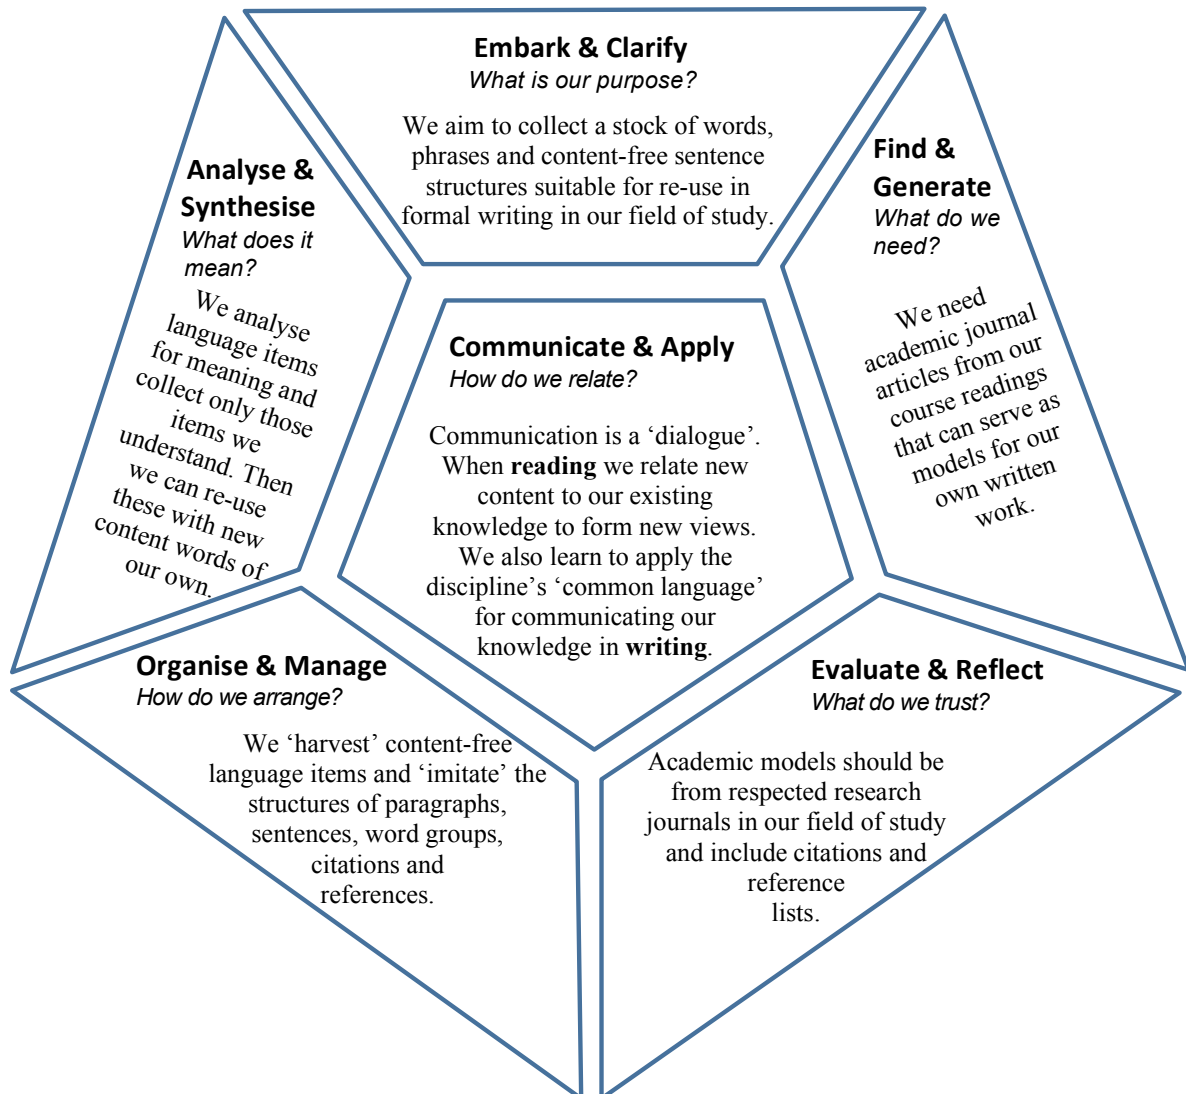 Embark & Clarify
What is our purpose?
We aim to collect a stock of words,
phrases and content-free sentence
structures suitable for re-use in
formal writing in our field of study.
Find &
Generate
What do we
need?
We need
academic journal
articles from our
course readings
that can serve as
models for our
own written
work.
Evaluate & Reflect
What do we trust?
Academic models should be
from respected research
journals in our field of study
and include citations and
reference
lists.
Organise & Manage
How do we arrange?
We ‘harvest’ content-free
language items and ‘imitate’ the
structures of paragraphs,
sentences, word groups,
citations and
references.
Analyse &
Synthesise
What does it
mean?
We analyse
language items
for meaning and
collect only those
items we
understand. Then
we can re-use
these with new
content words of
our own.
Communicate & Apply
How do we relate?
Communication is a ‘dialogue’.
When reading we relate new
content to our existing
knowledge to form new views.
We also learn to apply the
discipline’s ‘common language’
for communicating our
knowledge in writing.